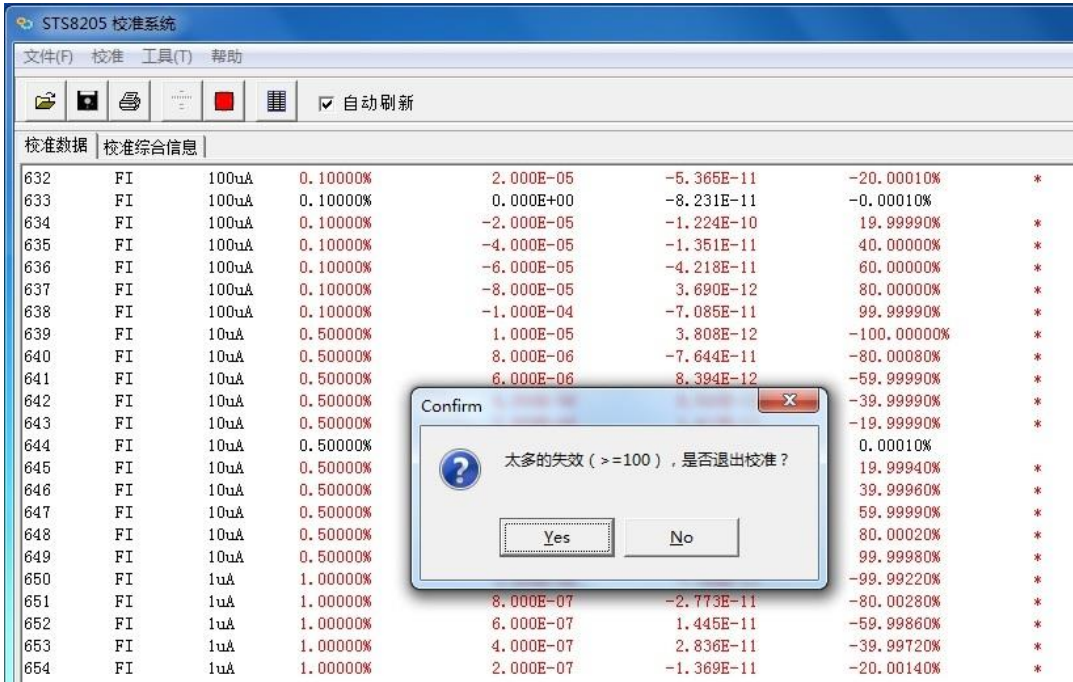 STS8205 校准系统
文件(F) 校准 工具(T) 帮助
自动刷新
校准数据 校准综合信息
632 FI 100uA 0.10000% 2.000E-05 -5.365E-11 -20.00010% *
633 FI 100uA 0.10000% 0.000E+00 -8.231E-11 -0.00010%
634 FI 100uA 0.10000% -2.000E-05 -1.224E-10 19.99990% *
635 FI 100uA 0.10000% -4.000E-05 -1.351E-11 40.00000% *
636 FI 100uA 0.10000% -6.000E-05 -4.218E-11 60.00000% *
637 FI 100uA 0.10000% -8.000E-05 3.690E-12 80.00000% *
638 FI 100uA 0.10000% -1.000E-04 -7.085E-11 99.99990% *
639 FI 10uA 0.50000% 1.000E-05 3.808E-12 -100.00000% *
640 FI 10uA 0.50000% 8.000E-06 -7.644E-11 -80.00080% *
641 FI 10uA 0.50000% 6.000E-06 8.394E-12 -59.99990% *
642 FI 10uA 0.50000% -39.99990% *
643 FI 10uA 0.50000% -19.99990% *
644 FI 10uA 0.50000% 0.00010%
645 FI 10uA 0.50000% 19.99940% *
646 FI 10uA 0.50000% 39.99960% *
647 FI 10uA 0.50000% 59.99990% *
648 FI 10uA 0.50000% 80.00020% *
649 FI 10uA 0.50000% 99.99980% *
650 FI 1uA 1.00000% -99.99220% *
651 FI 1uA 1.00000% 8.000E-07 -2.773E-11 -80.00280% *
652 FI 1uA 1.00000% 6.000E-07 1.445E-11 -59.99860% *
653 FI 1uA 1.00000% 4.000E-07 2.836E-11 -39.99720% *
654 FI 1uA 1.00000% 2.000E-07 -1.369E-11 -20.00140% *
Confirm
太多的失效（>=100），是否退出校准？
Yes No